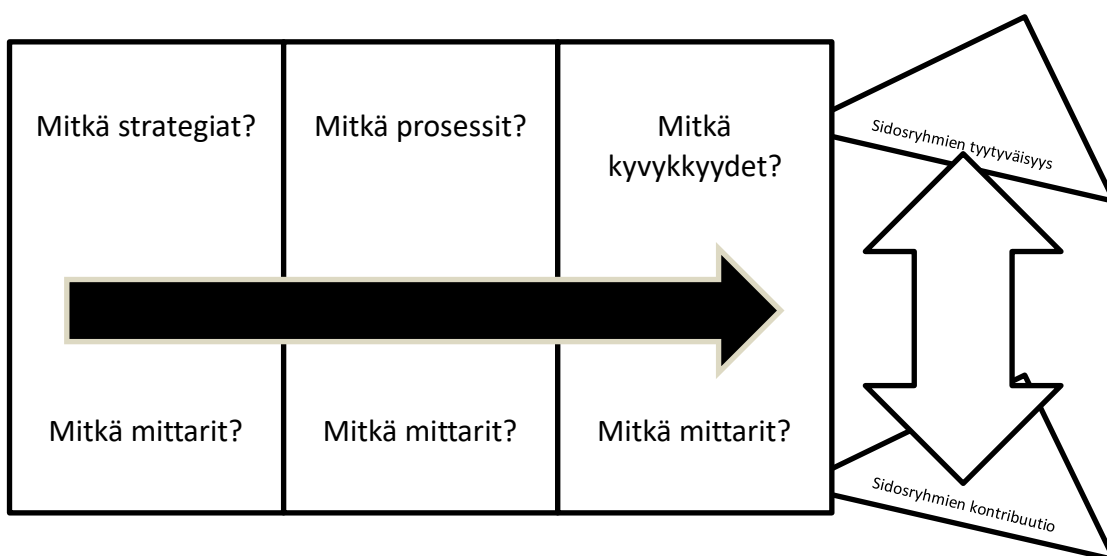 Mitkä strategiat?
Mitkä prosessit?
Mitkä
kyvykkyydet?
Sidosryhmien tyytyväisyys
Mitkä mittarit?
Mitkä mittarit?
Mitkä mittarit?
Sidosryhmien kontribuutio